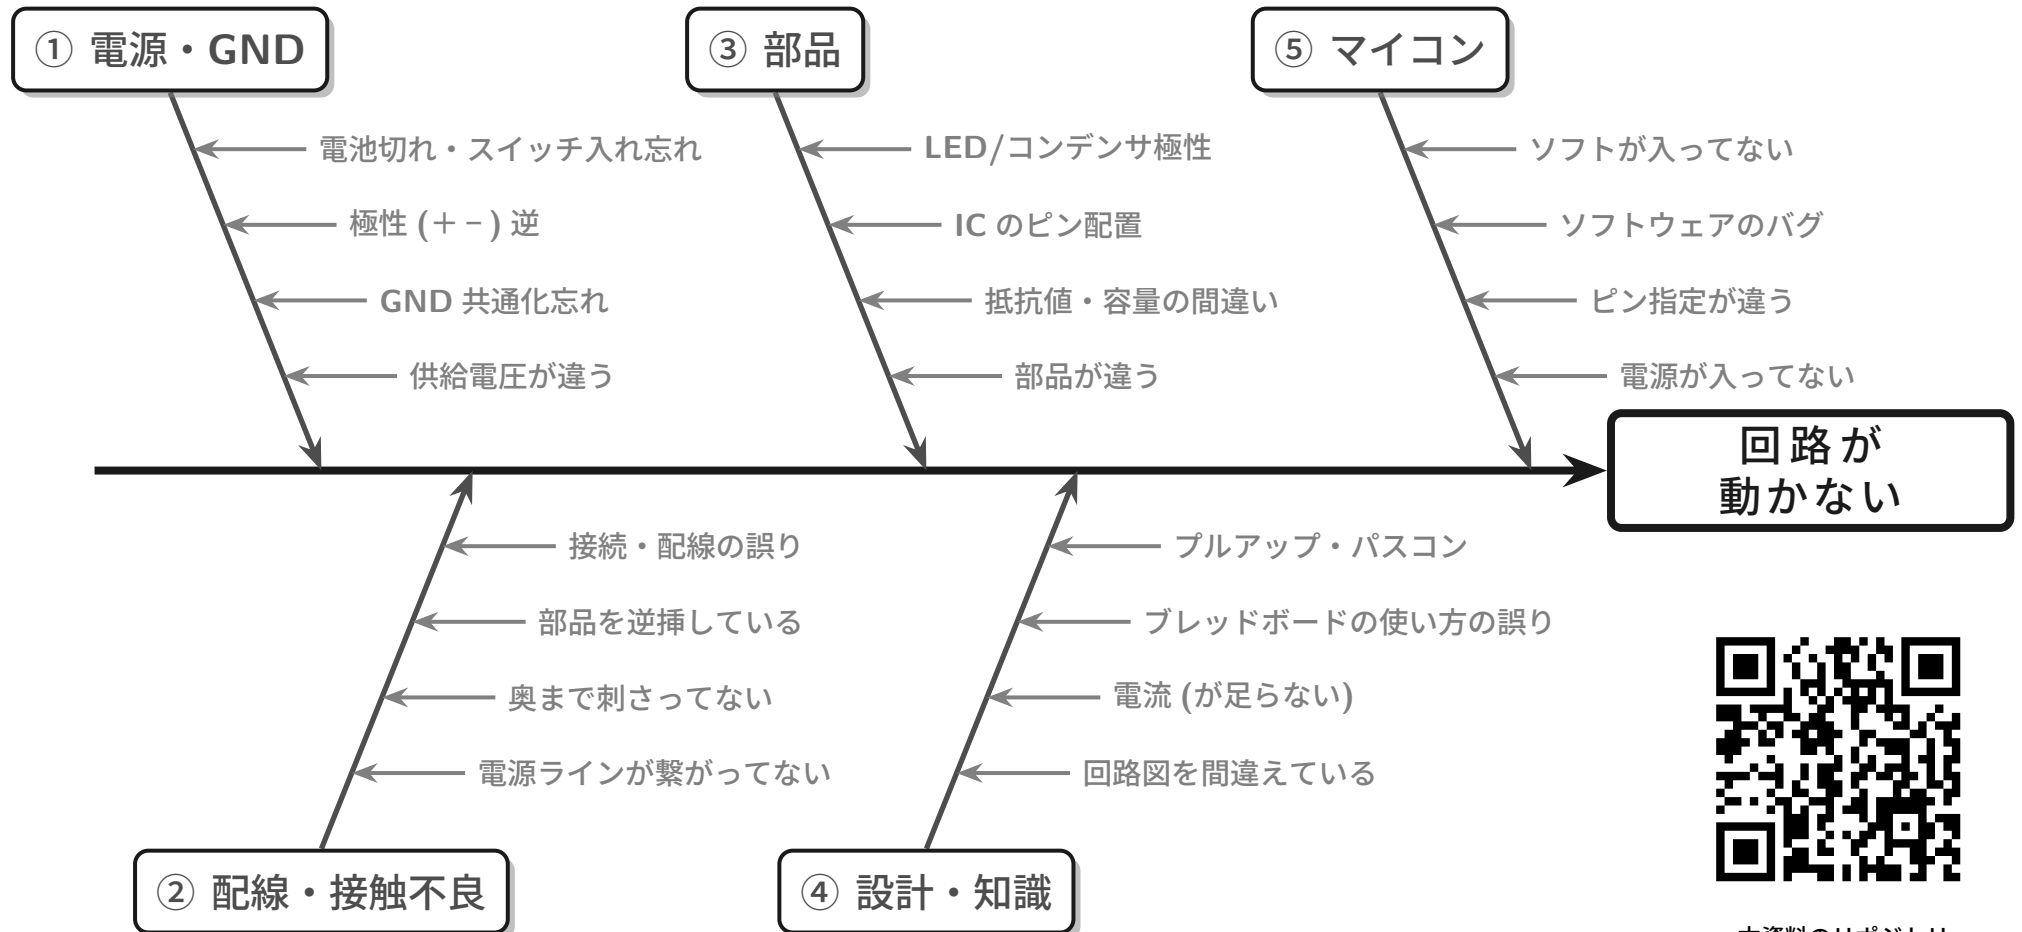 ① 電源・GND
電池切れ・スイッチ入れ忘れ
極性 (+−) 逆
GND 共通化忘れ
供給電圧が違う
③ 部品
LED/コンデンサ極性
IC のピン配置
抵抗値・容量の間違い
部品が違う
⑤ マイコン
ソフトが入ってない
ソフトウェアのバグ
ピン指定が違う
電源が入ってない
回路が
動かない
接続・配線の誤り
部品を逆挿している
奥まで刺さってない
電源ラインが繋がってない
② 配線・接触不良
プルアップ・パスコン
ブレッドボードの使い方の誤り
電流 (が足らない)
回路図を間違えている
④ 設計・知識
本資料のリポジトリ